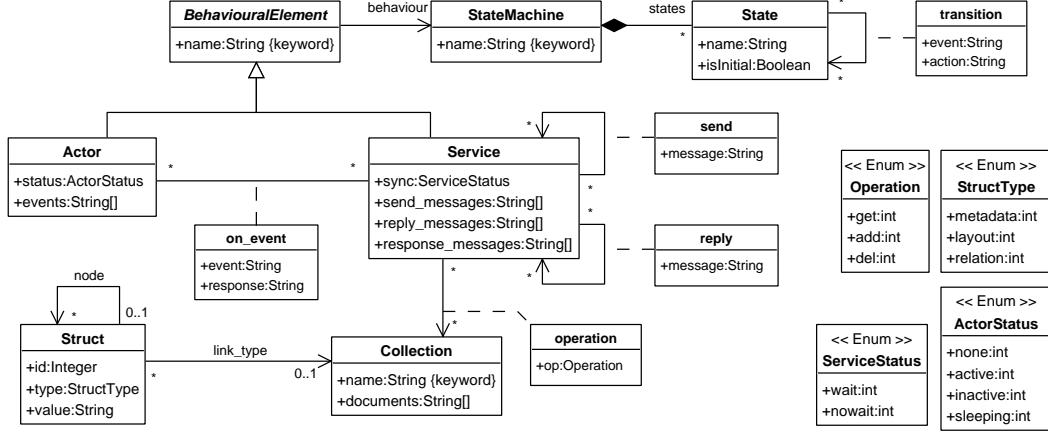 BehaviouralElement
+name:String {keyword}
behaviour
StateMachine
+name:String {keyword}
states
*
State
+name:String
+isInitial:Boolean
*
*
transition
+event:String
+action:String
Actor
+status:ActorStatus
+events:String[]
*
*
Service
+sync:ServiceStatus
+send_messages:String[]
+reply_messages:String[]
+response_messages:String[]
*
*
send
+message:String
*
*
reply
+message:String
on_event
+event:String
+response:String
node
*
0..1
Struct
+id:Integer
+type:StructType
+value:String
link_type
*
0..1
*
*
Collection
+name:String {keyword}
+documents:String[]
operation
+op:Operation
<< Enum >>
Operation
+get:int
+add:int
+del:int
<< Enum >>
StructType
+metadata:int
+layout:int
+relation:int
<< Enum >>
ServiceStatus
+wait:int
+nowait:int
<< Enum >>
ActorStatus
+none:int
+active:int
+inactive:int
+sleeping:int